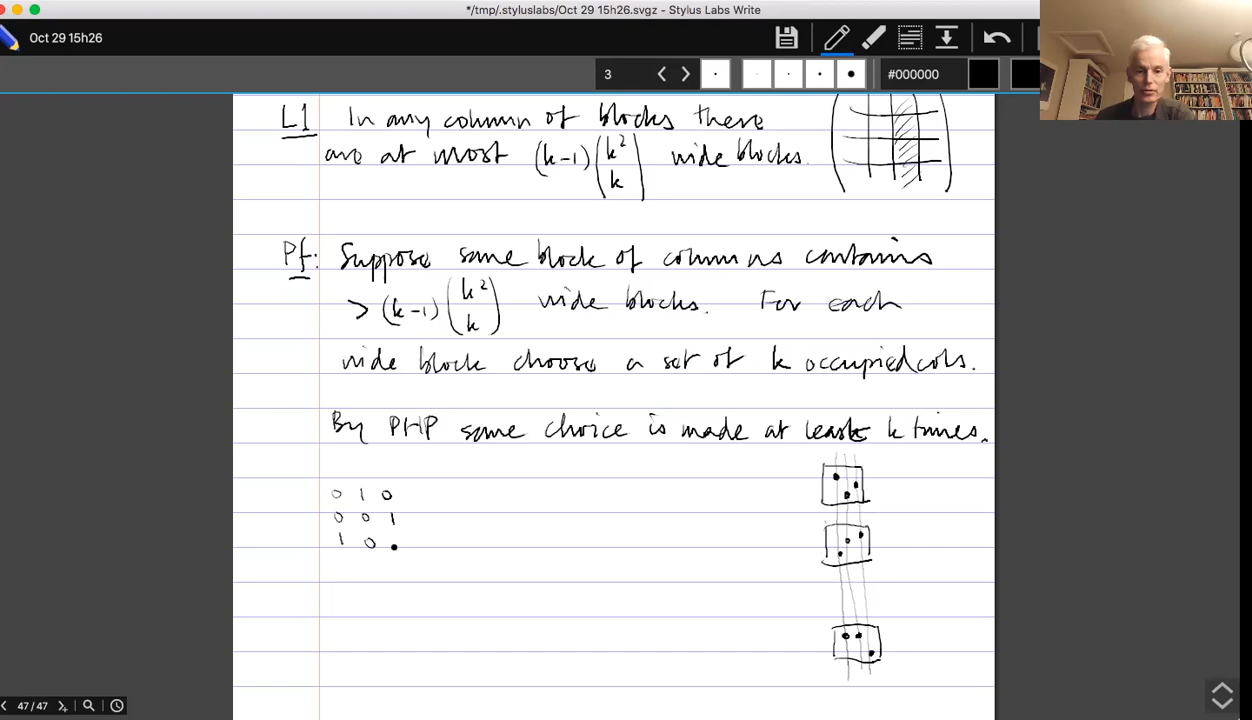 */tmp/.styluslabs/Oct 29 15h26.svgz - Stylus Labs Write
Oct 29 15h26
3
#000000
L1 In any column of blocks there
are at most (k-1) (k² k) wide blocks.
Pf: Suppose some block of columns contains
> (k-1) (k² k) wide blocks. For each
wide block choose a set of k occupied cols.
By PHP same choice is made at least k times.
0 1 0
0 0 1
1 0
47/47